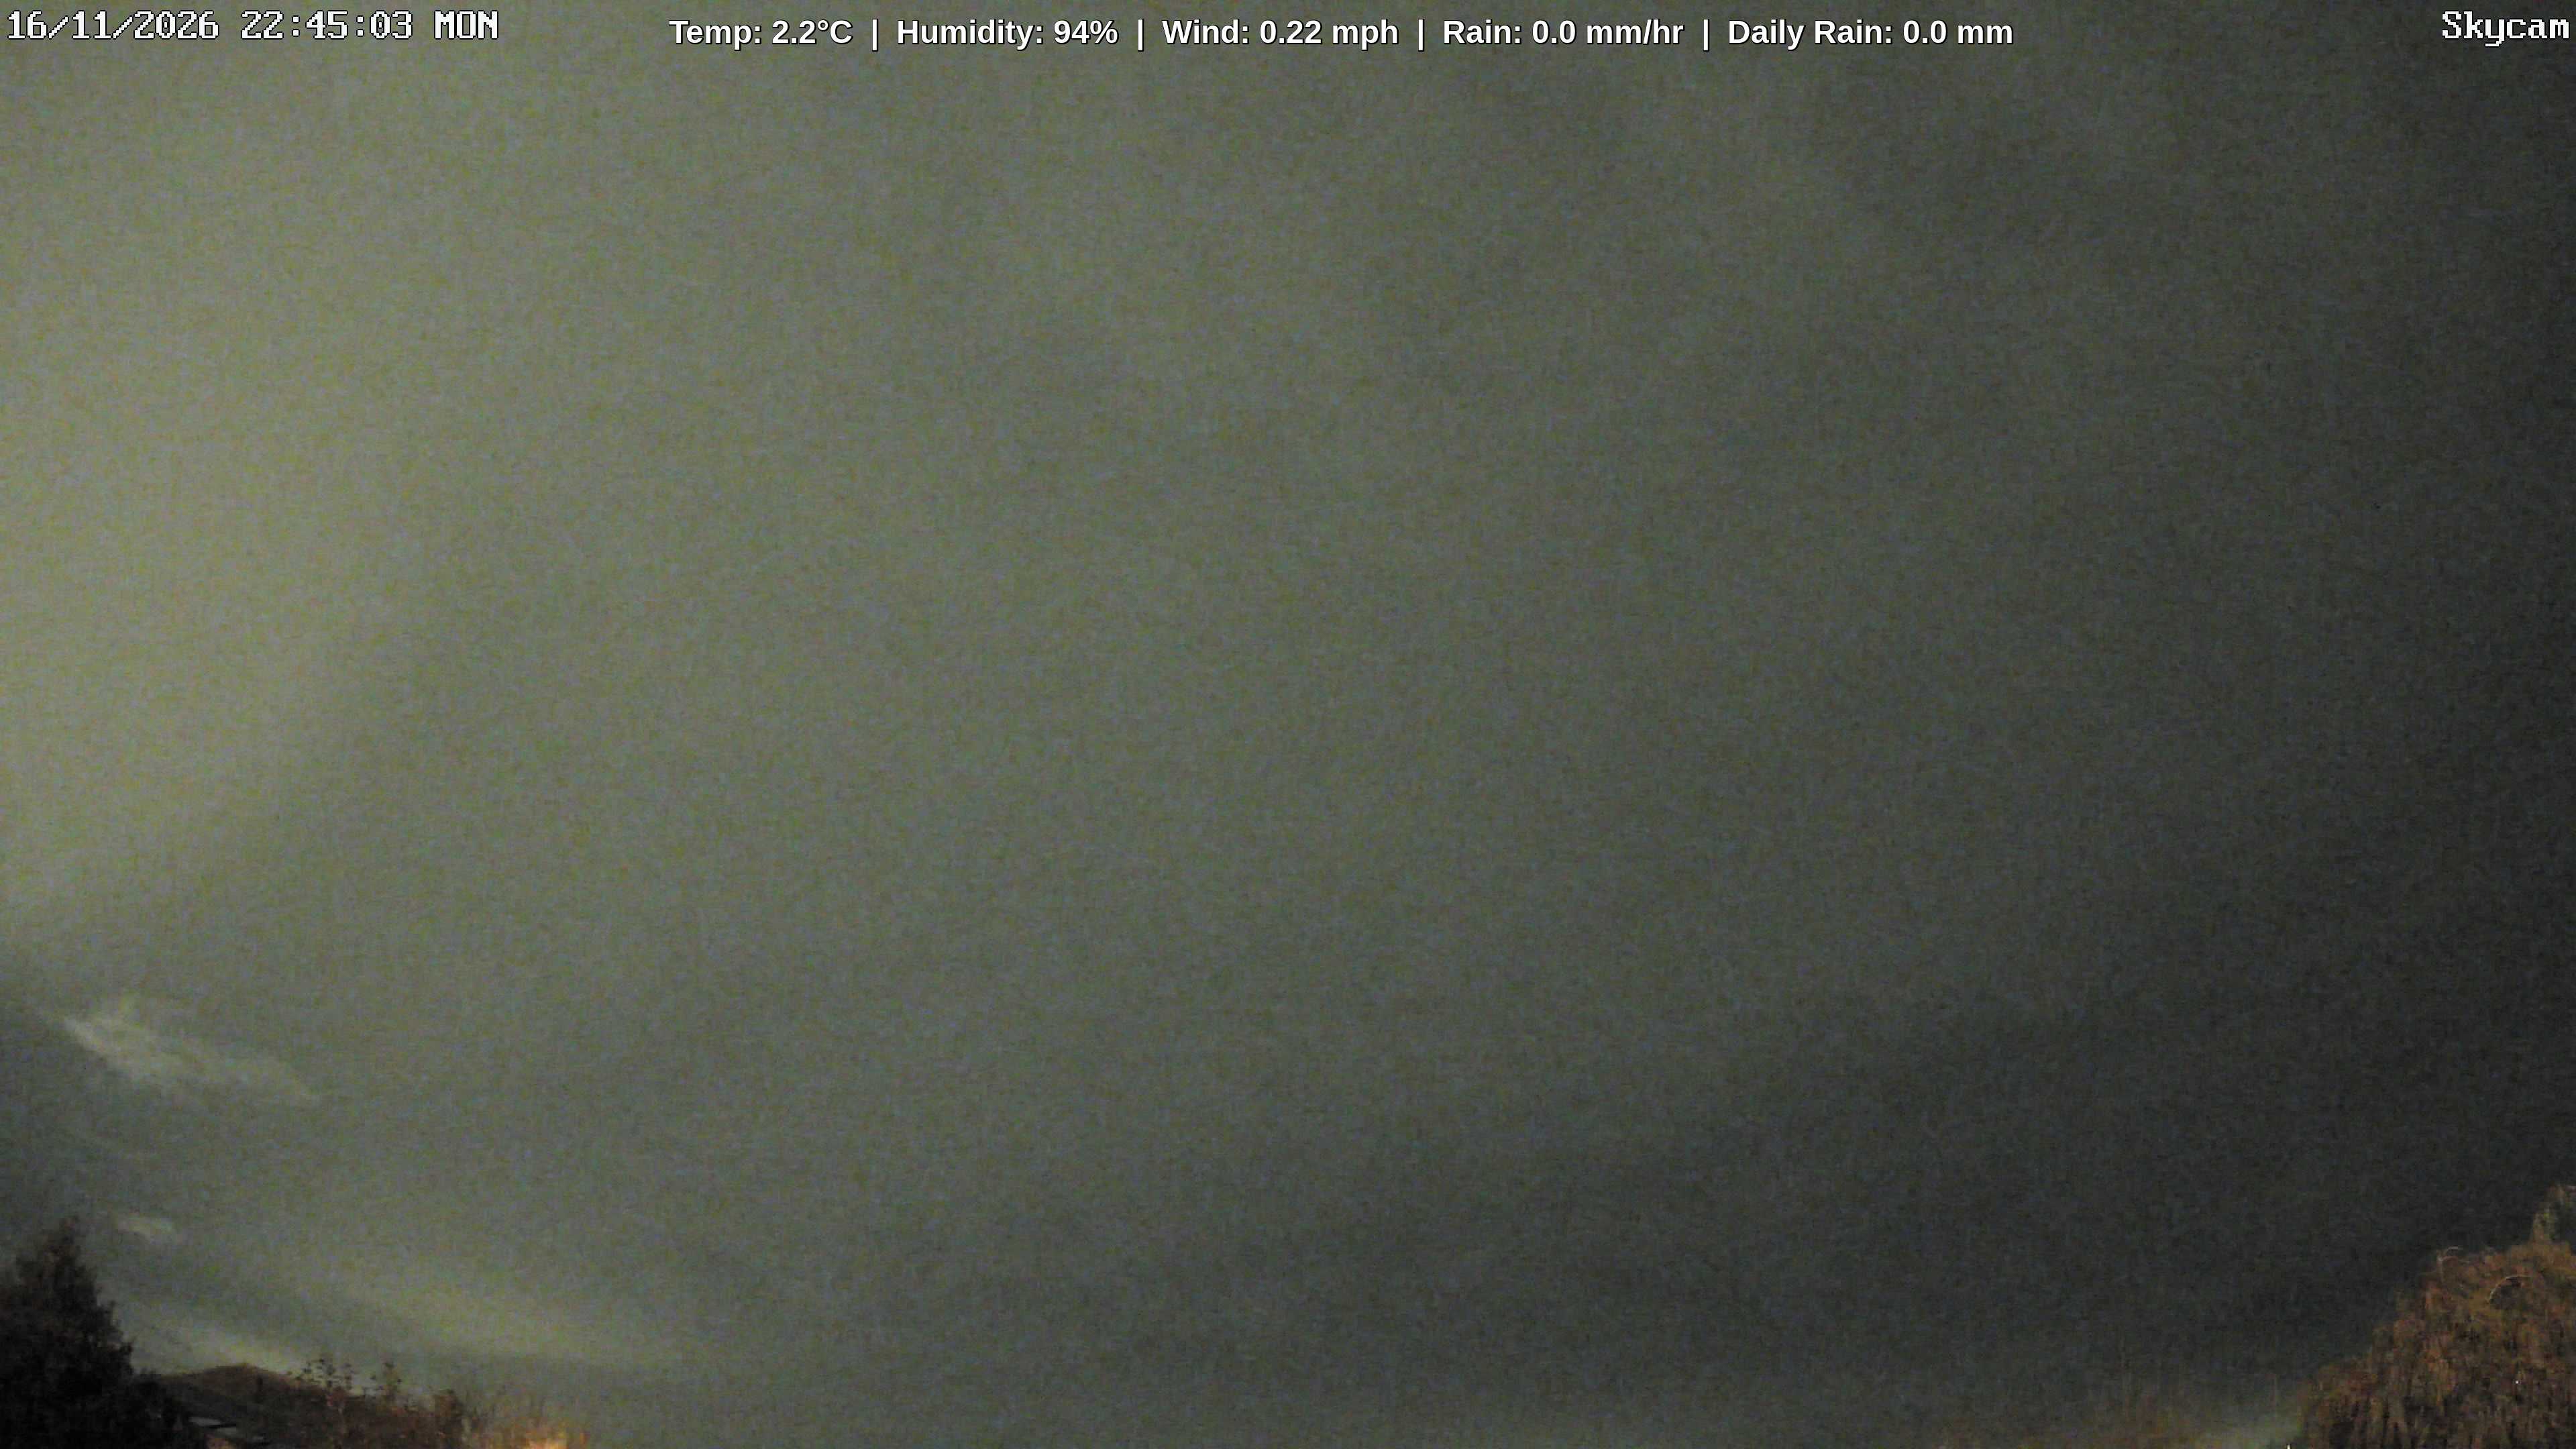 16/11/2026 22:45:03 MON
Temp: 2.2°C | Humidity: 94% | Wind: 0.22 mph | Rain: 0.0 mm/hr | Daily Rain: 0.0 mm
Skycam